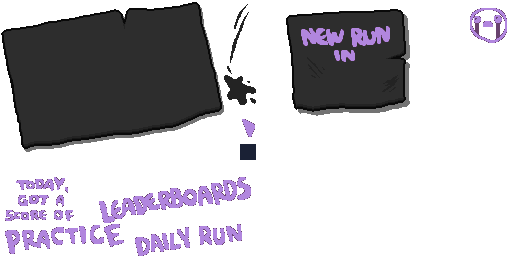 NEW RUN
IN
TODAY,
GOT A
SCORE OF
LEADERBOARDS
PRACTICE
DAILY RUN